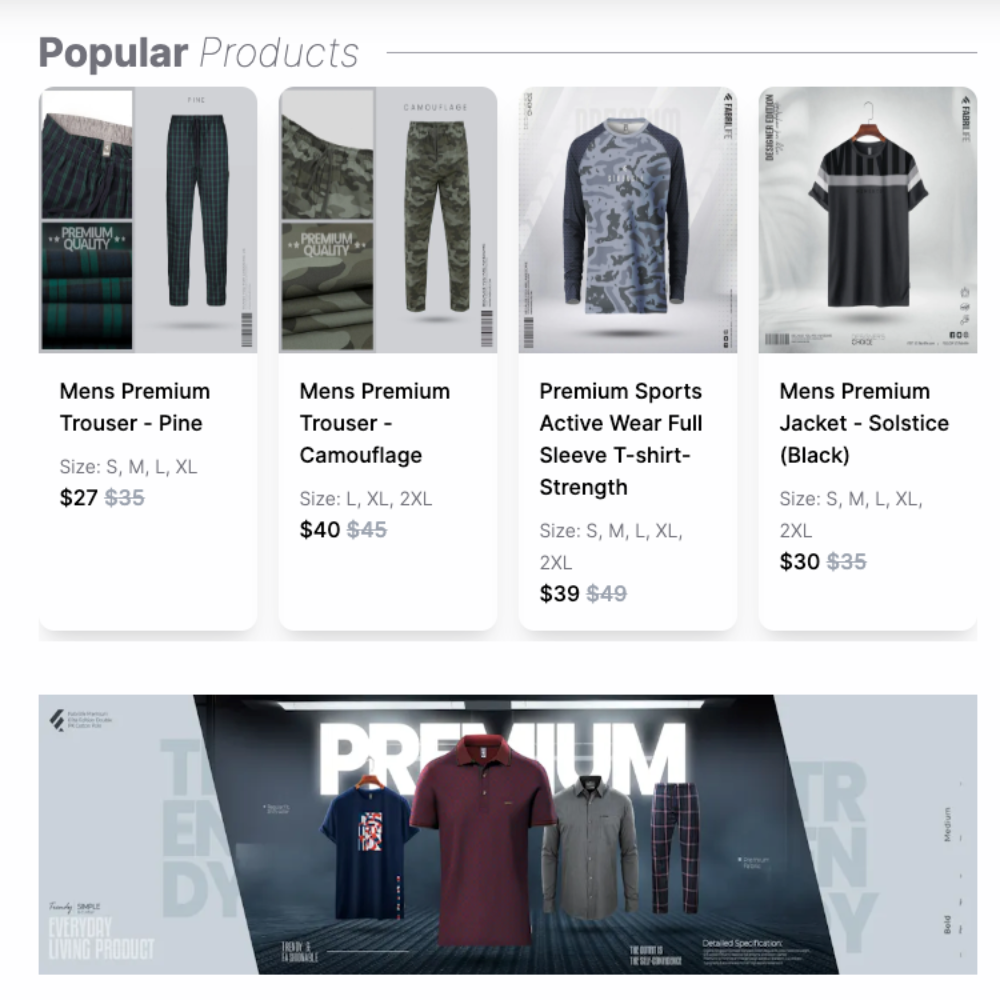 Popular Products
PINE
PREMIUM
QUALITY
CAMOUFLAGE
PREMIUM
QUALITY
PREMIUM
FABRILIFE
DESIGNER EDITION
FABRILIFE
CHOICE
Mens Premium
Trouser - Pine
Size: S, M, L, XL
$27 $35
Mens Premium
Trouser -
Camouflage
Size: L, XL, 2XL
$40 $45
Premium Sports
Active Wear Full
Sleeve T-shirt-
Strength
Size: S, M, L, XL,
2XL
$39 $49
Mens Premium
Jacket - Solstice
(Black)
Size: S, M, L, XL,
2XL
$30 $35
PREMIUM
TR
EN
DY
TR
EN
DY
Premium
Fabric
Medium
Bold
Trendy SIMPLE
EVERYDAY
LIVING PRODUCT
TRENDY &
FASHIONABLE
THE OUTFIT IS
THE SELF-CONFIDENCE
Detailed Specification: